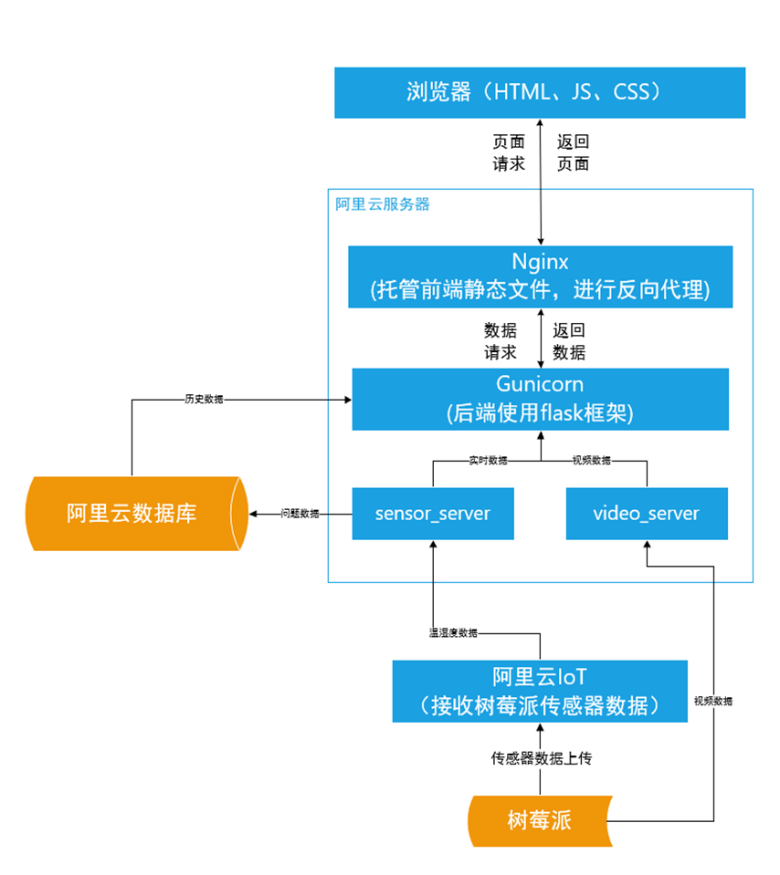 浏览器（HTML、JS、CSS）
页面
请求
返回
页面
阿里云服务器
Nginx
(托管前端静态文件，进行反向代理)
数据
请求
返回
数据
Gunicorn
(后端使用flask框架)
历史数据
实时数据
视频数据
阿里云数据库
问题数据
sensor_server
video_server
温湿度数据
阿里云IoT
（接收树莓派传感器数据）
视频数据
传感器数据上传
树莓派